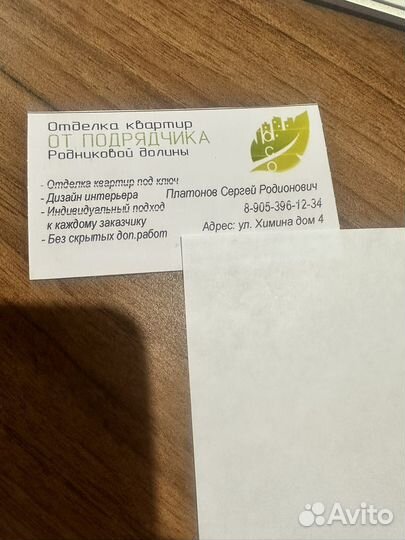 Отделка квартир
ОТ ПОДРЯДЧИКА
Родниковой долины
ЮСО
- Отделка квартир под ключ
- Дизайн интерьера
- Индивидуальный подход
к каждому заказчику
- Без скрытых доп.работ
Платонов Сергей Родионович
8-905-396-12-34
Адрес: ул. Химина дом 4
Avito